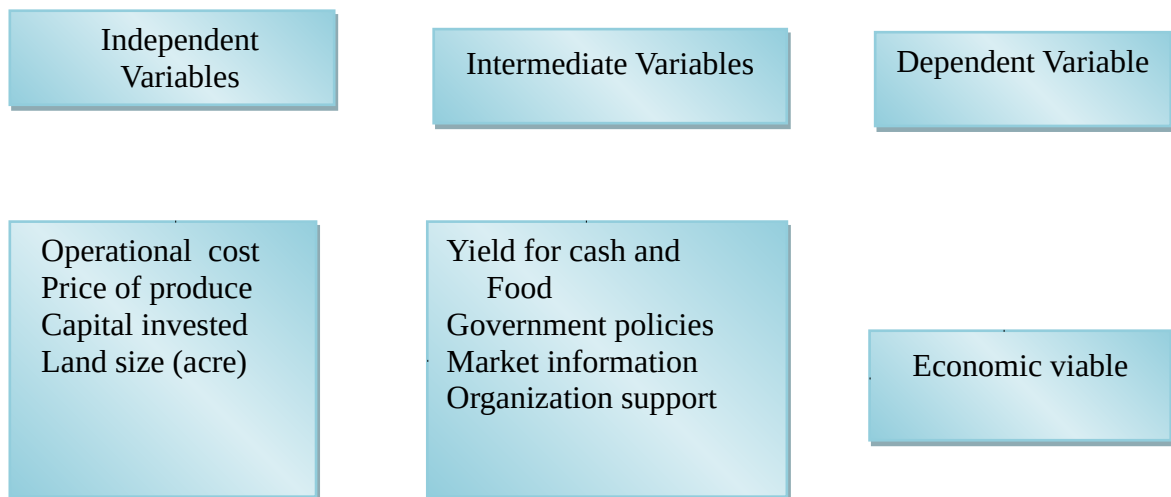 Independent
Variables
Intermediate Variables
Dependent Variable
Operational  cost
Price of produce
Capital invested
Land size (acre)
Yield for cash and
Food
Government policies
Market information
Organization support
Economic viable